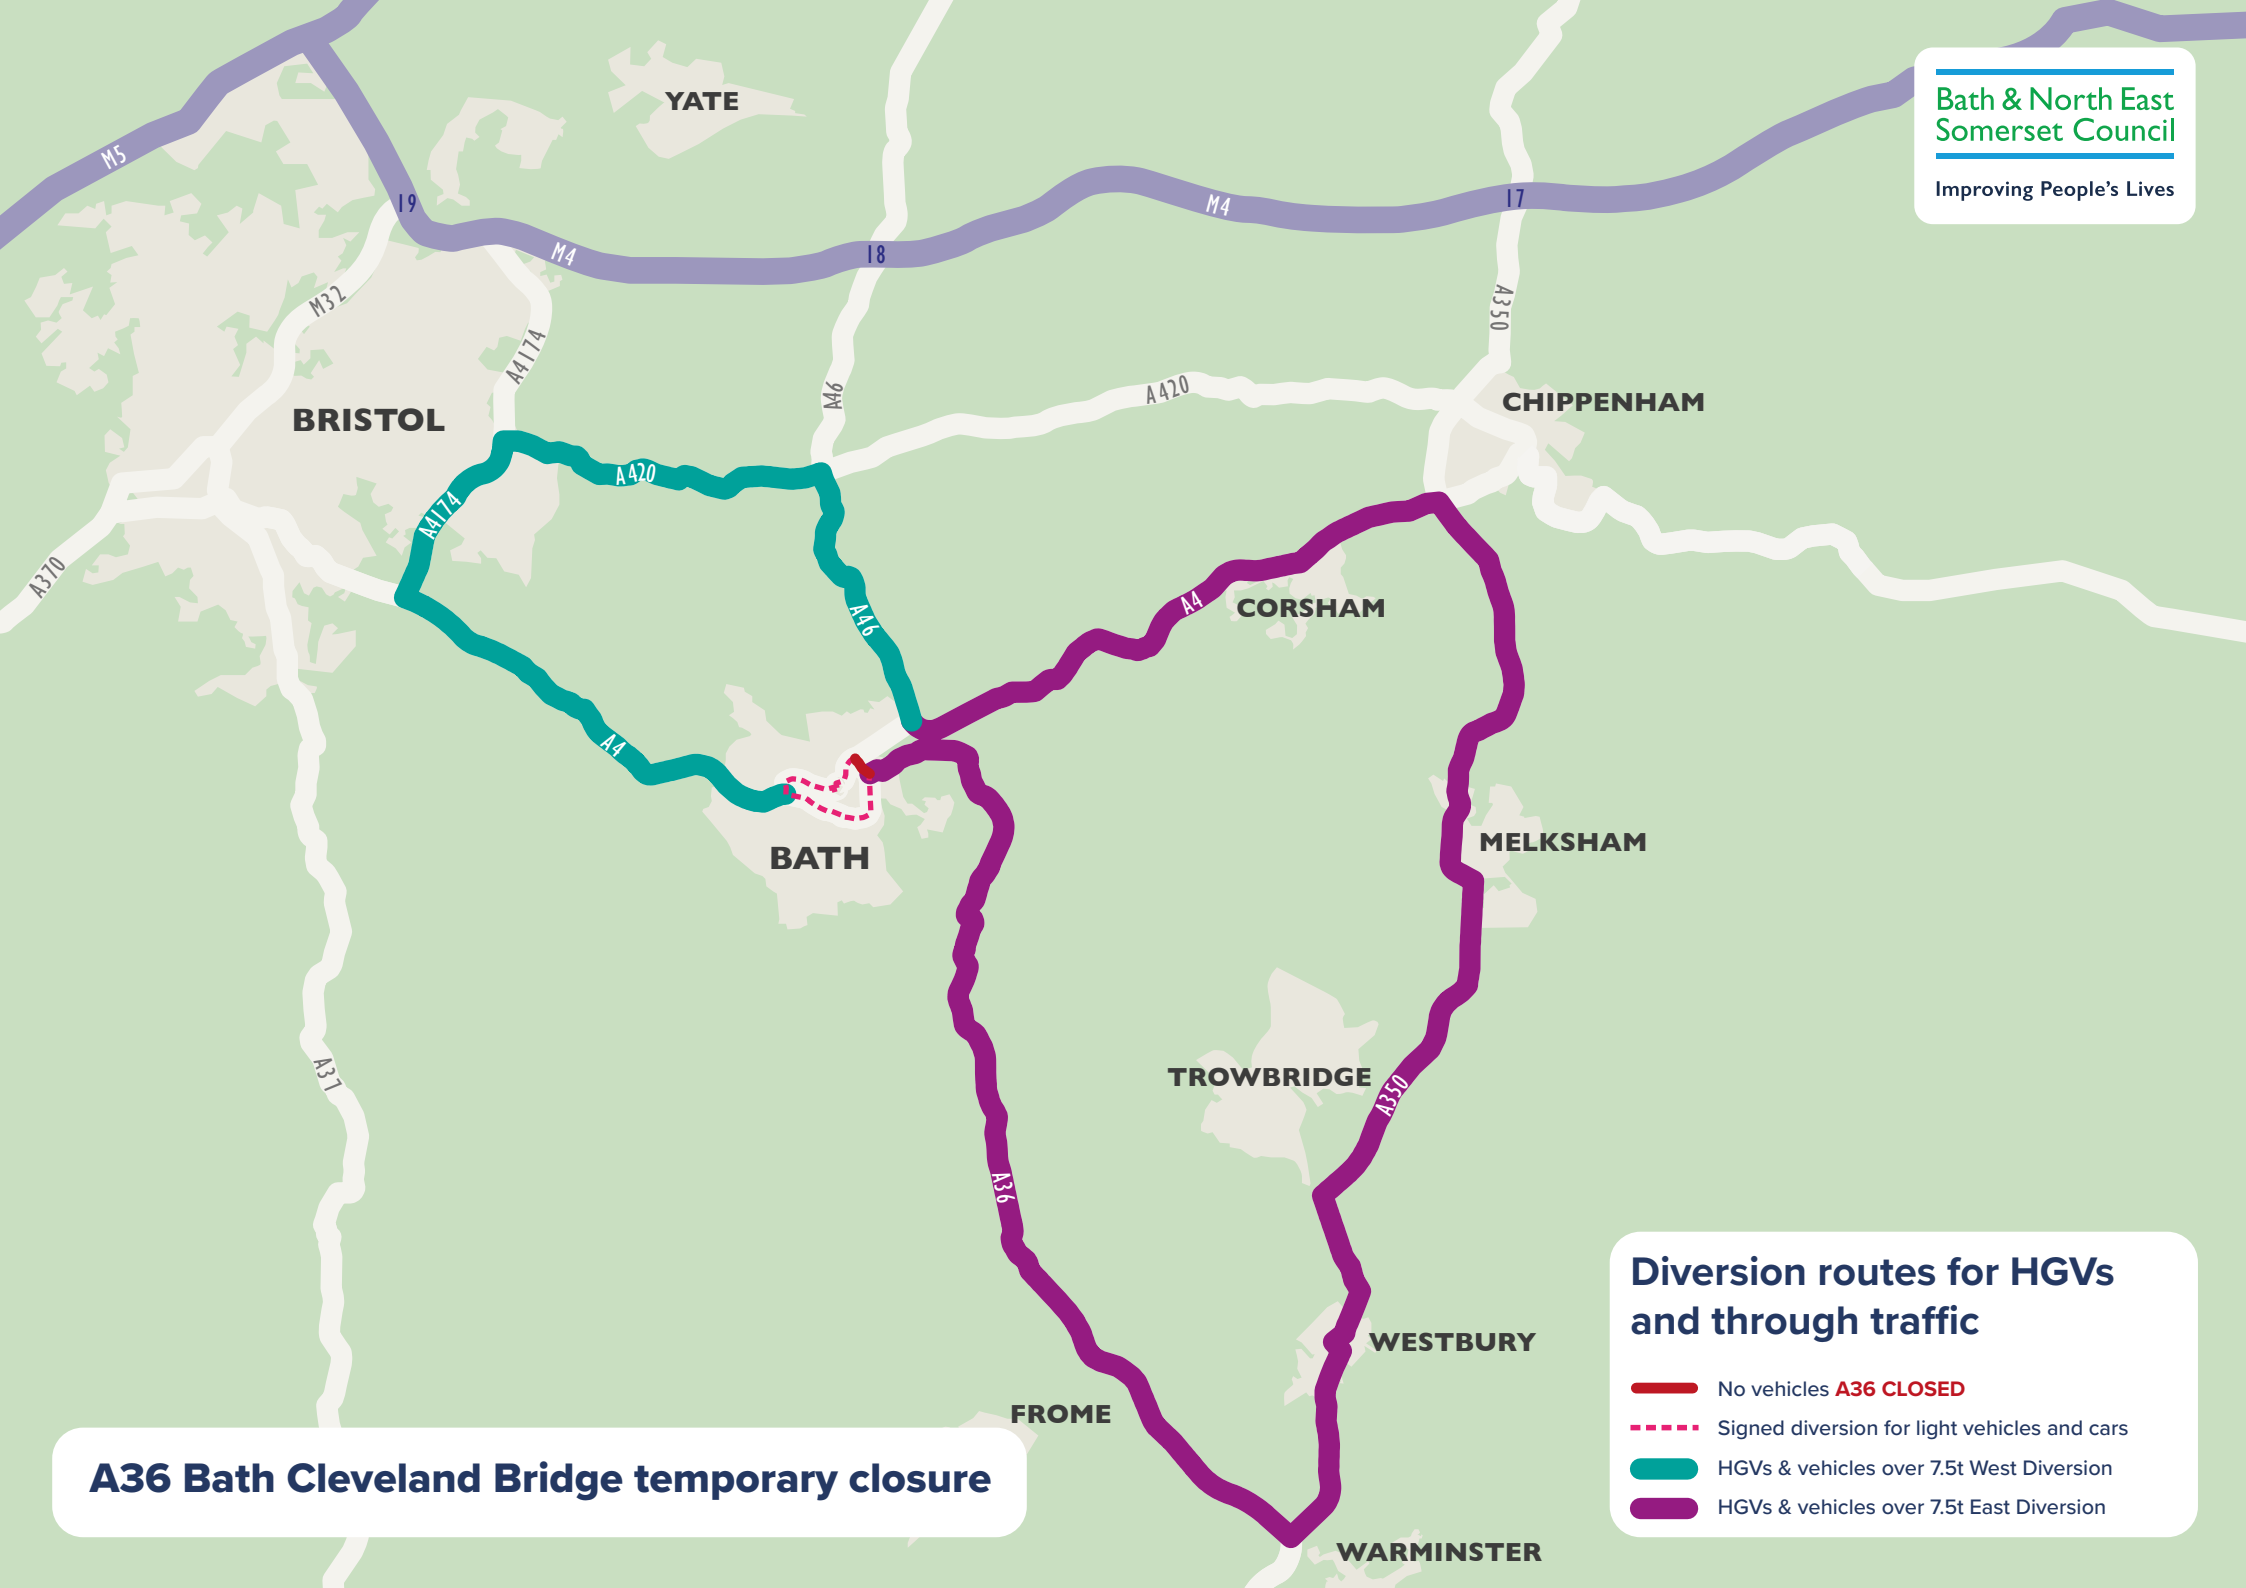 YATE
Bath & North East
Somerset Council
Improving People's Lives
M5
19
M4
M4
17
18
M32
A4174
A46
A420
A350
CHIPPENHAM
BRISTOL
A420
A4174
A370
A46
A4
CORSHAM
A4
BATH
MELKSHAM
A37
TROWBRIDGE
A350
A36
WESTBURY
FROME
WARMINSTER
A36 Bath Cleveland Bridge temporary closure
Diversion routes for HGVs
and through traffic
No vehicles A36 CLOSED
Signed diversion for light vehicles and cars
HGVs & vehicles over 7.5t West Diversion
HGVs & vehicles over 7.5t East Diversion